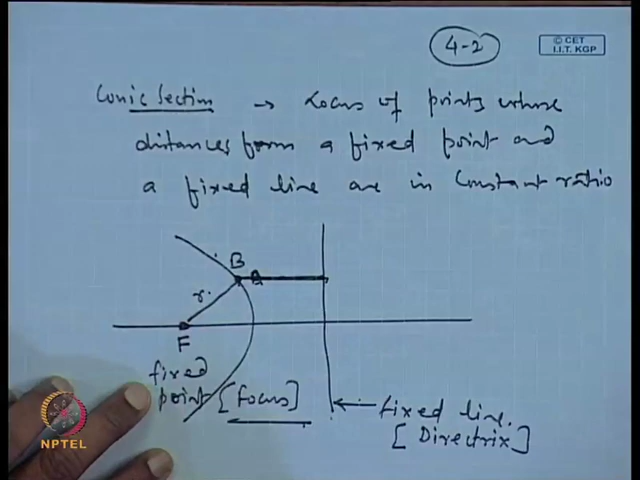 4-2
© CET
I.I.T. KGP
Conic Section → Locus of points whose
distances from a fixed point and
a fixed line are in constant ratio
B
r
F
fixed
point [Focus]
fixed line.
[Directrix]
NPTEL